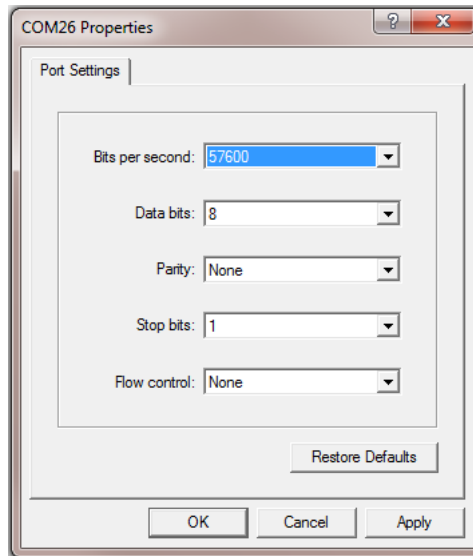 COM26 Properties
Port Settings
Bits per second: 57600
Data bits: 8
Parity: None
Stop bits: 1
Flow control: None
Restore Defaults
OK Cancel Apply